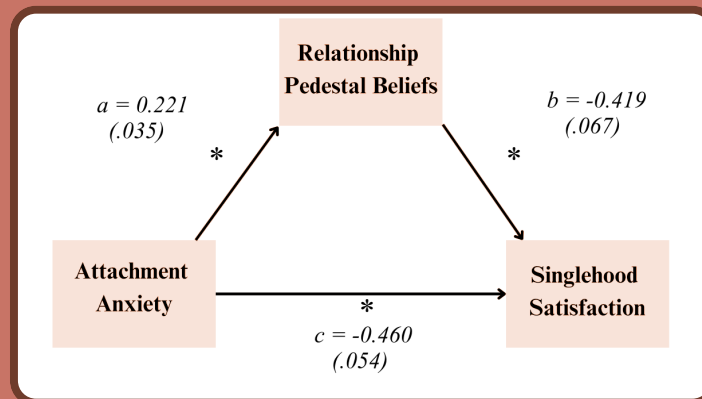 Relationship
Pedestal Beliefs
a = 0.221
(.035)
*
b = -0.419
(.067)
*
Attachment
Anxiety
Singlehood
Satisfaction
*
c = -0.460
(.054)